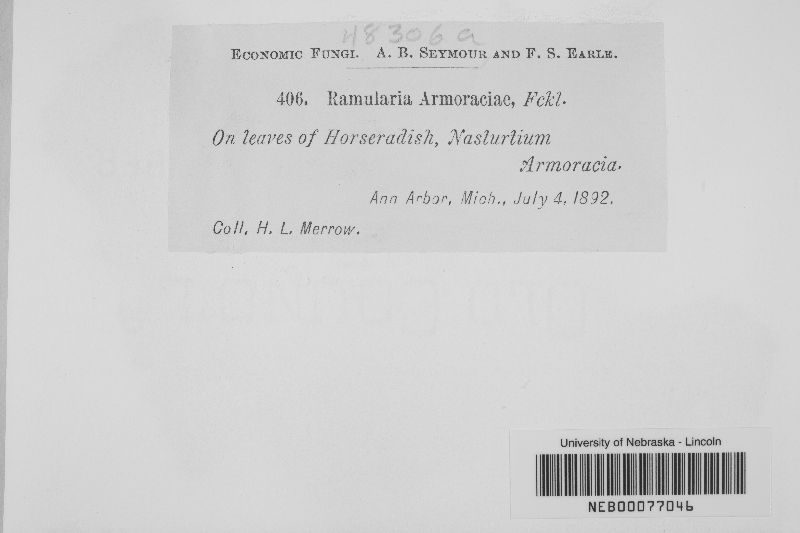 48306a
ECONOMIC FUNGI. A. B. SEYMOUR AND F. S. EARLE.
406. Ramularia Armoraciae, Fckl.
On leaves of Horseradish, Nasturtium
Armoracia.
Ann Arbor, Mich., July 4, 1892.
Coll. H. L. Merrow.
University of Nebraska - Lincoln
NEB00077046